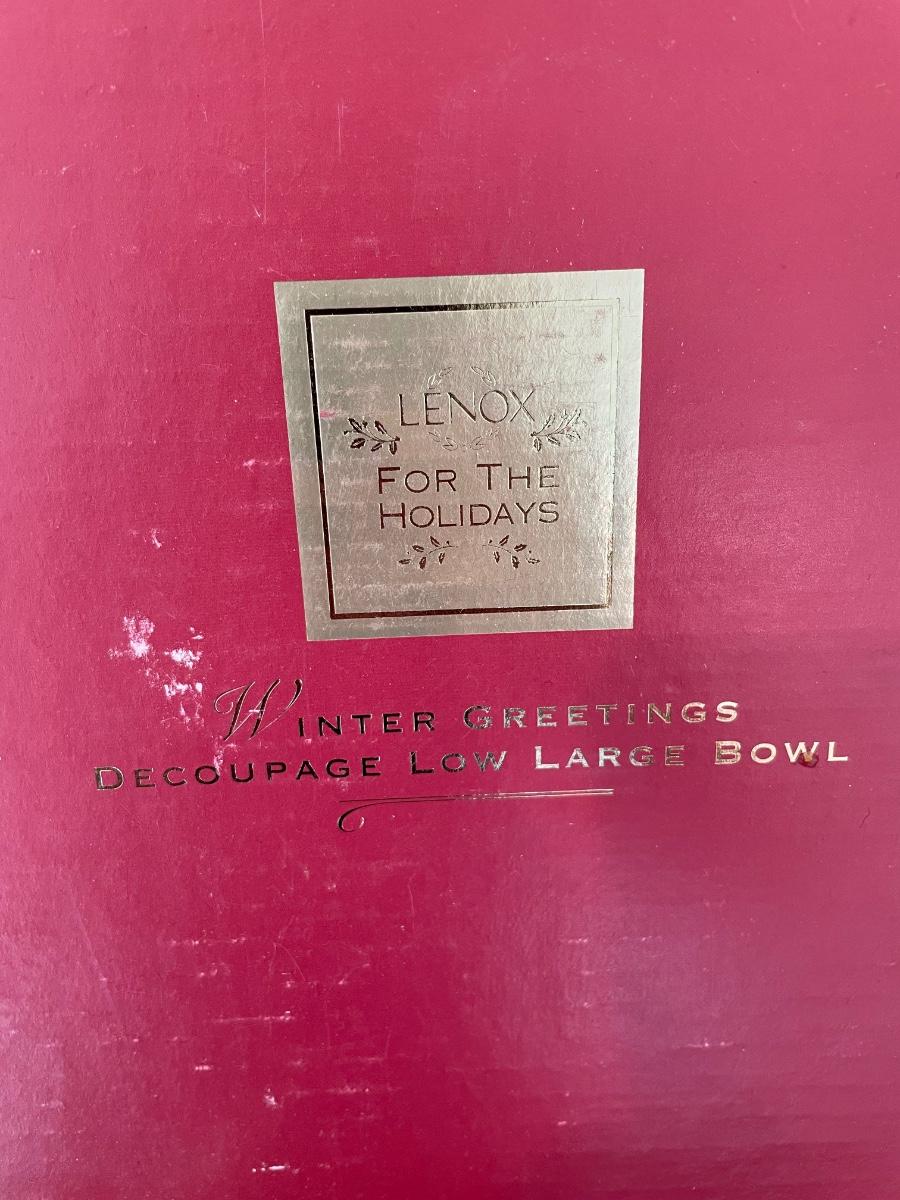 LENOX
FOR THE
HOLIDAYS
WINTER GREETINGS
DECOUPAGE LOW LARGE BOWL